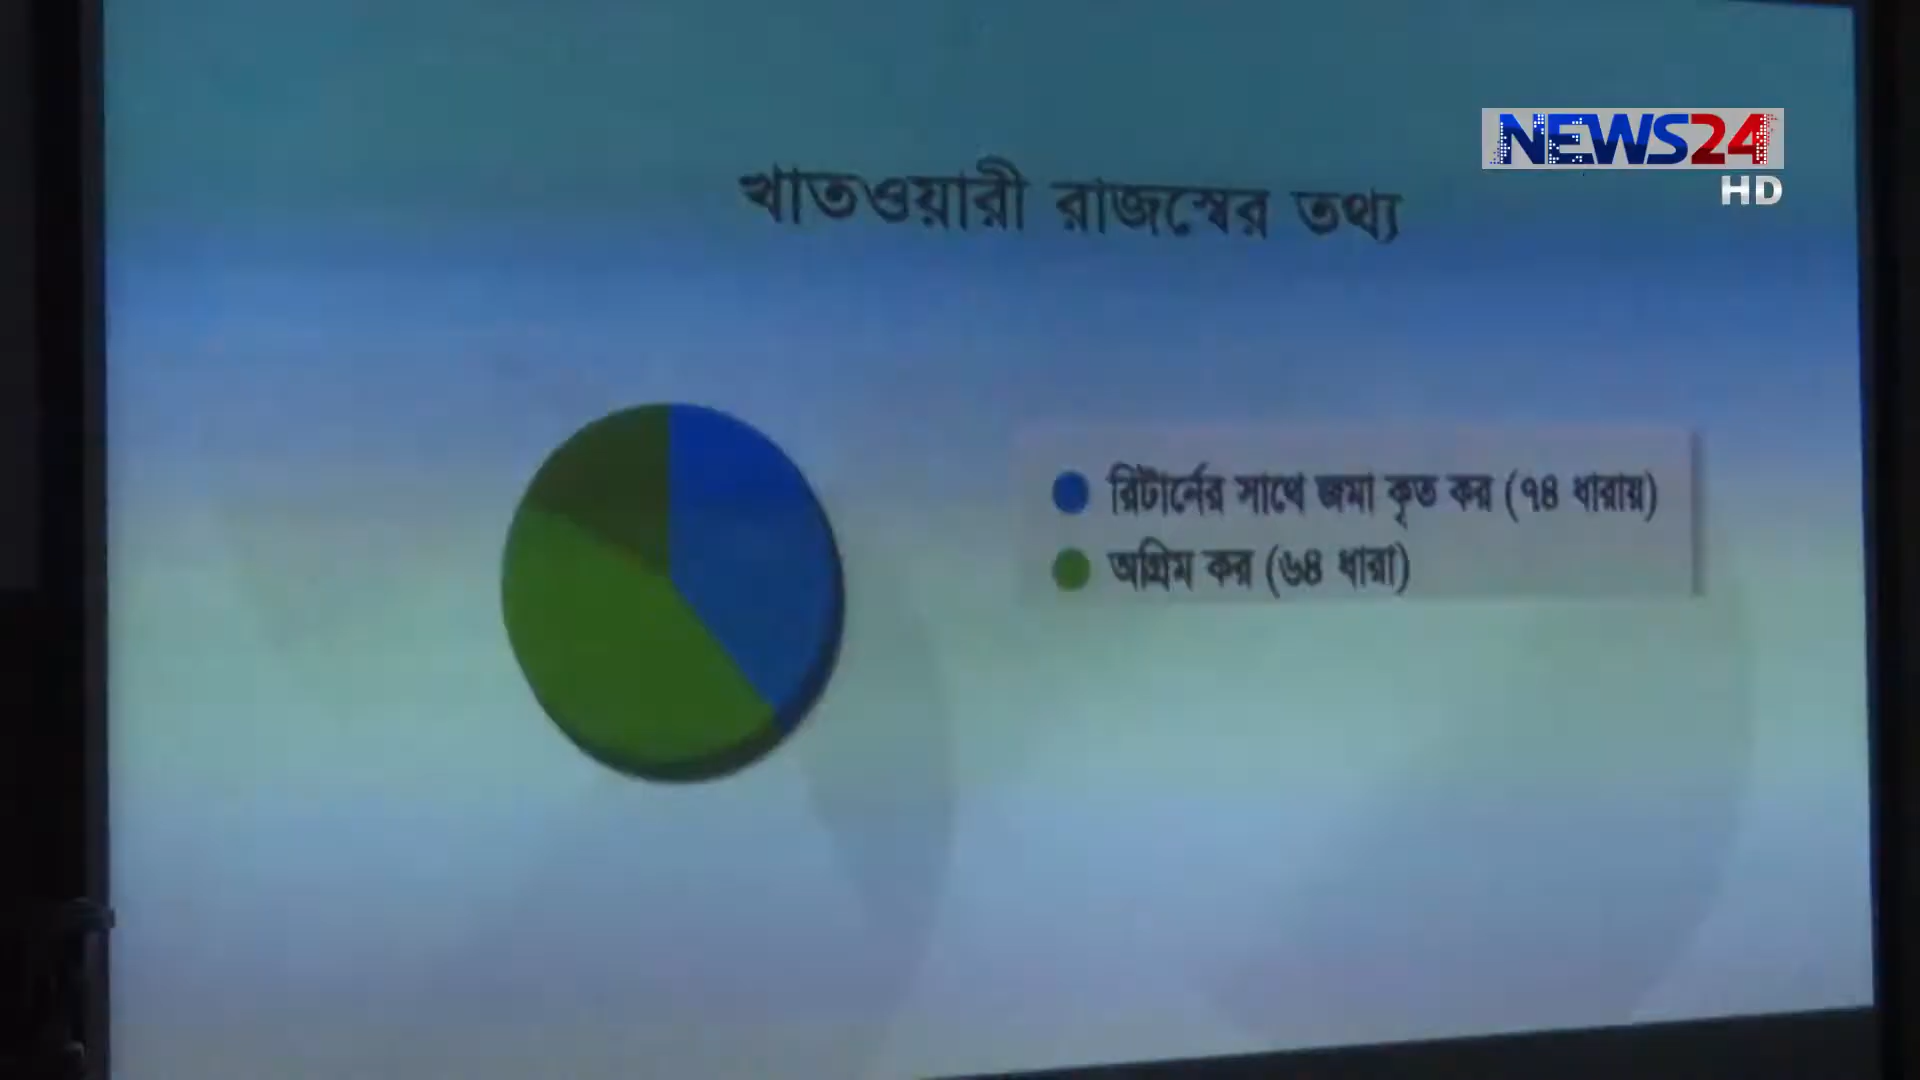 NEWS24
HD
খাতওয়ারী রাজস্বের তথ্য
রিটার্নের সাথে জমা কৃত কর (৭৪ ধারায়)
অগ্রিম কর (৬৪ ধারা)